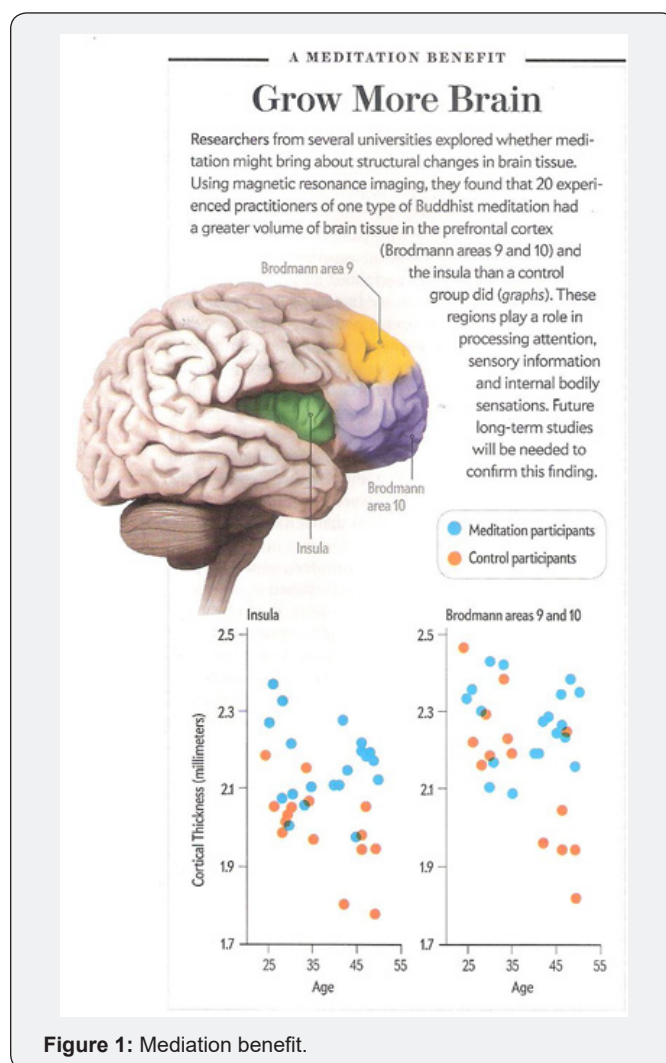 A MEDITATION BENEFIT
Grow More Brain
Researchers from several universities explored whether medi-
tation might bring about structural changes in brain tissue.
Using magnetic resonance imaging, they found that 20 experi-
enced practitioners of one type of Buddhist meditation had
a greater volume of brain tissue in the prefrontal cortex
(Brodmann areas 9 and 10) and
the insula than a control
group did (graphs). These
regions play a role in
processing attention,
sensory information
and internal bodily
sensations. Future
long-term studies
will be needed to
confirm this finding.
Brodmann area 9
Brodmann
area 10
Insula
Meditation participants
Control participants
Insula
2.5
2.3
2.1
1.9
1.7
Cortical Thickness (millimeters)
25 35 45 55
Age
Brodmann areas 9 and 10
2.5
2.3
2.1
1.9
1.7
25 35 45 55
Age
Figure 1: Mediation benefit.